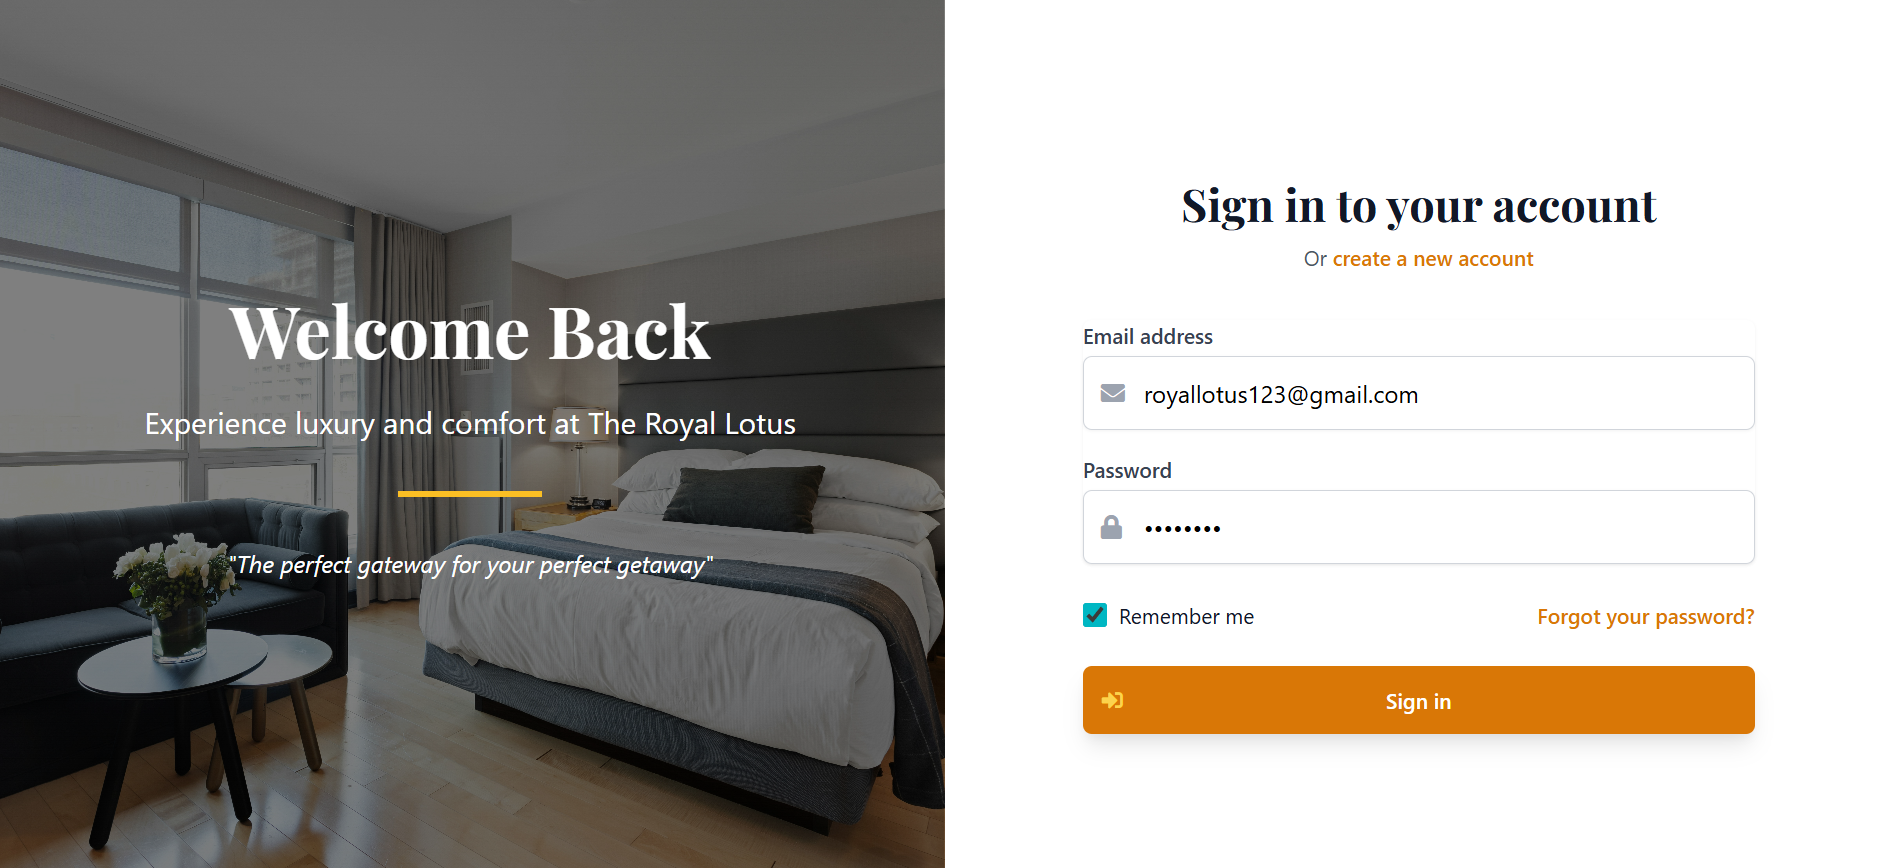 Welcome Back
Experience luxury and comfort at The Royal Lotus
"The perfect gateway for your perfect getaway"
Sign in to your account
Or create a new account
Email address
royallotus123@gmail.com
Password
••••••••
Remember me
Forgot your password?
Sign in